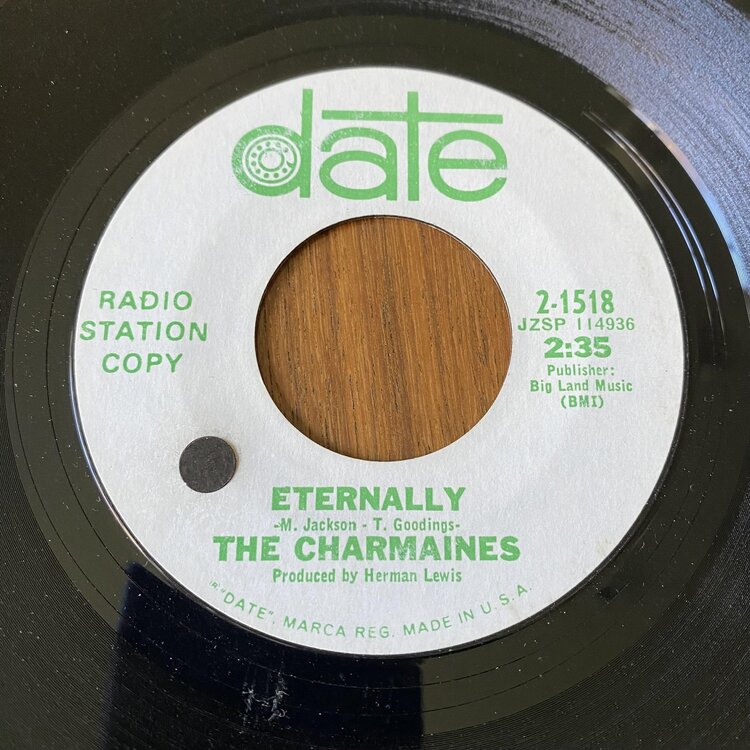 date
RADIO
STATION
COPY
2-1518
JZSP 114936
2:35
Publisher:
Big Land Music
(BMI)
ETERNALLY
-M. Jackson - T. Goodings-
THE CHARMAINES
Produced by Herman Lewis
"DATE", MARCA REG. MADE IN U.S.A.